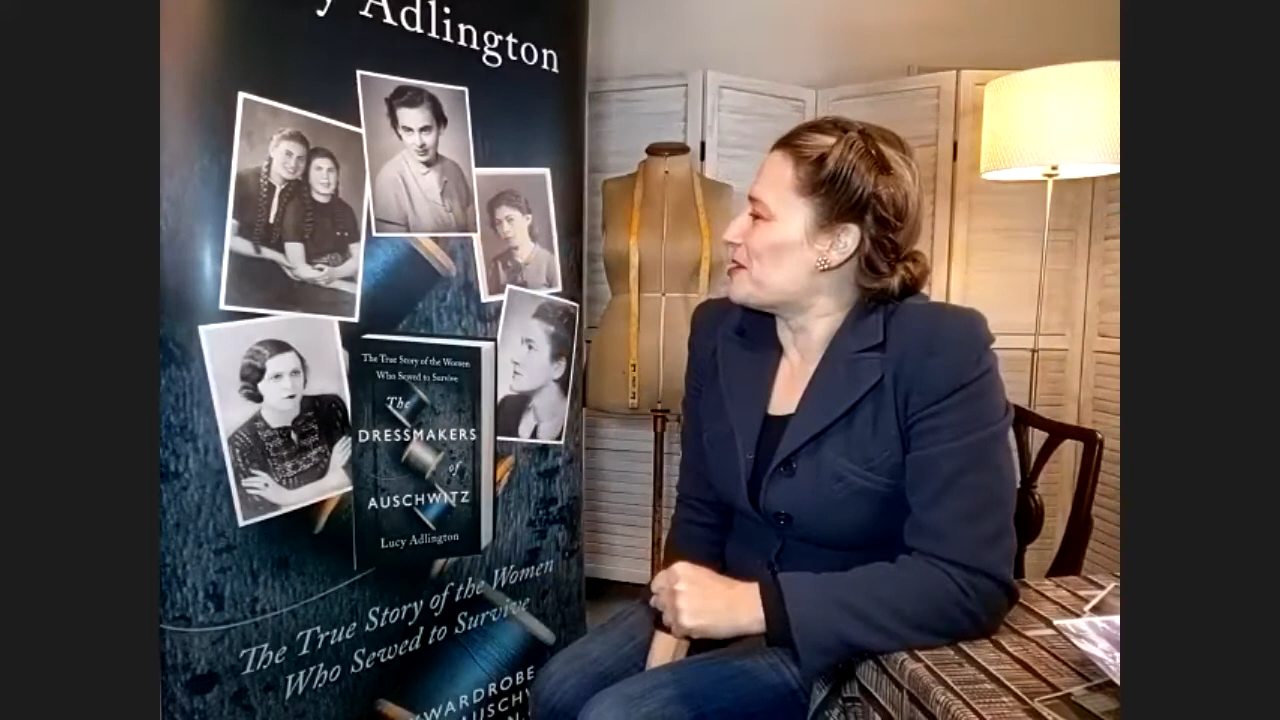 y Adlington
The True Story of the Women
Who Sewed to Survive
The
DRESSMAKERS
of
AUSCHWITZ
Lucy Adlington
The True Story of the Women
Who Sewed to Survive
WARDROBE